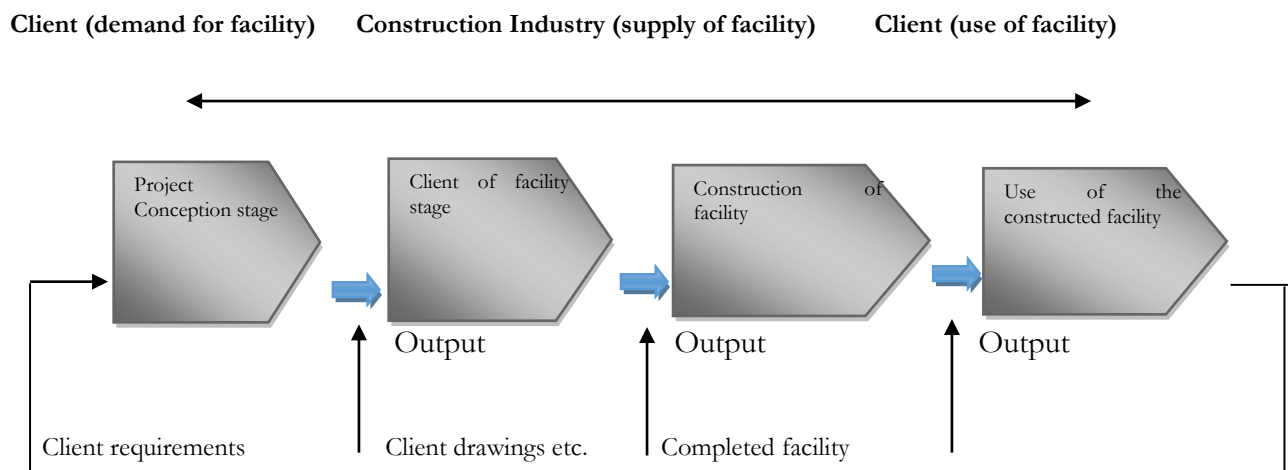 Client (demand for facility) Construction Industry (supply of facility) Client (use of facility)
Project
Conception stage
Client of facility
stage
Construction of
facility
Use of the
constructed facility
Output Output Output
Client requirements Client drawings etc. Completed facility